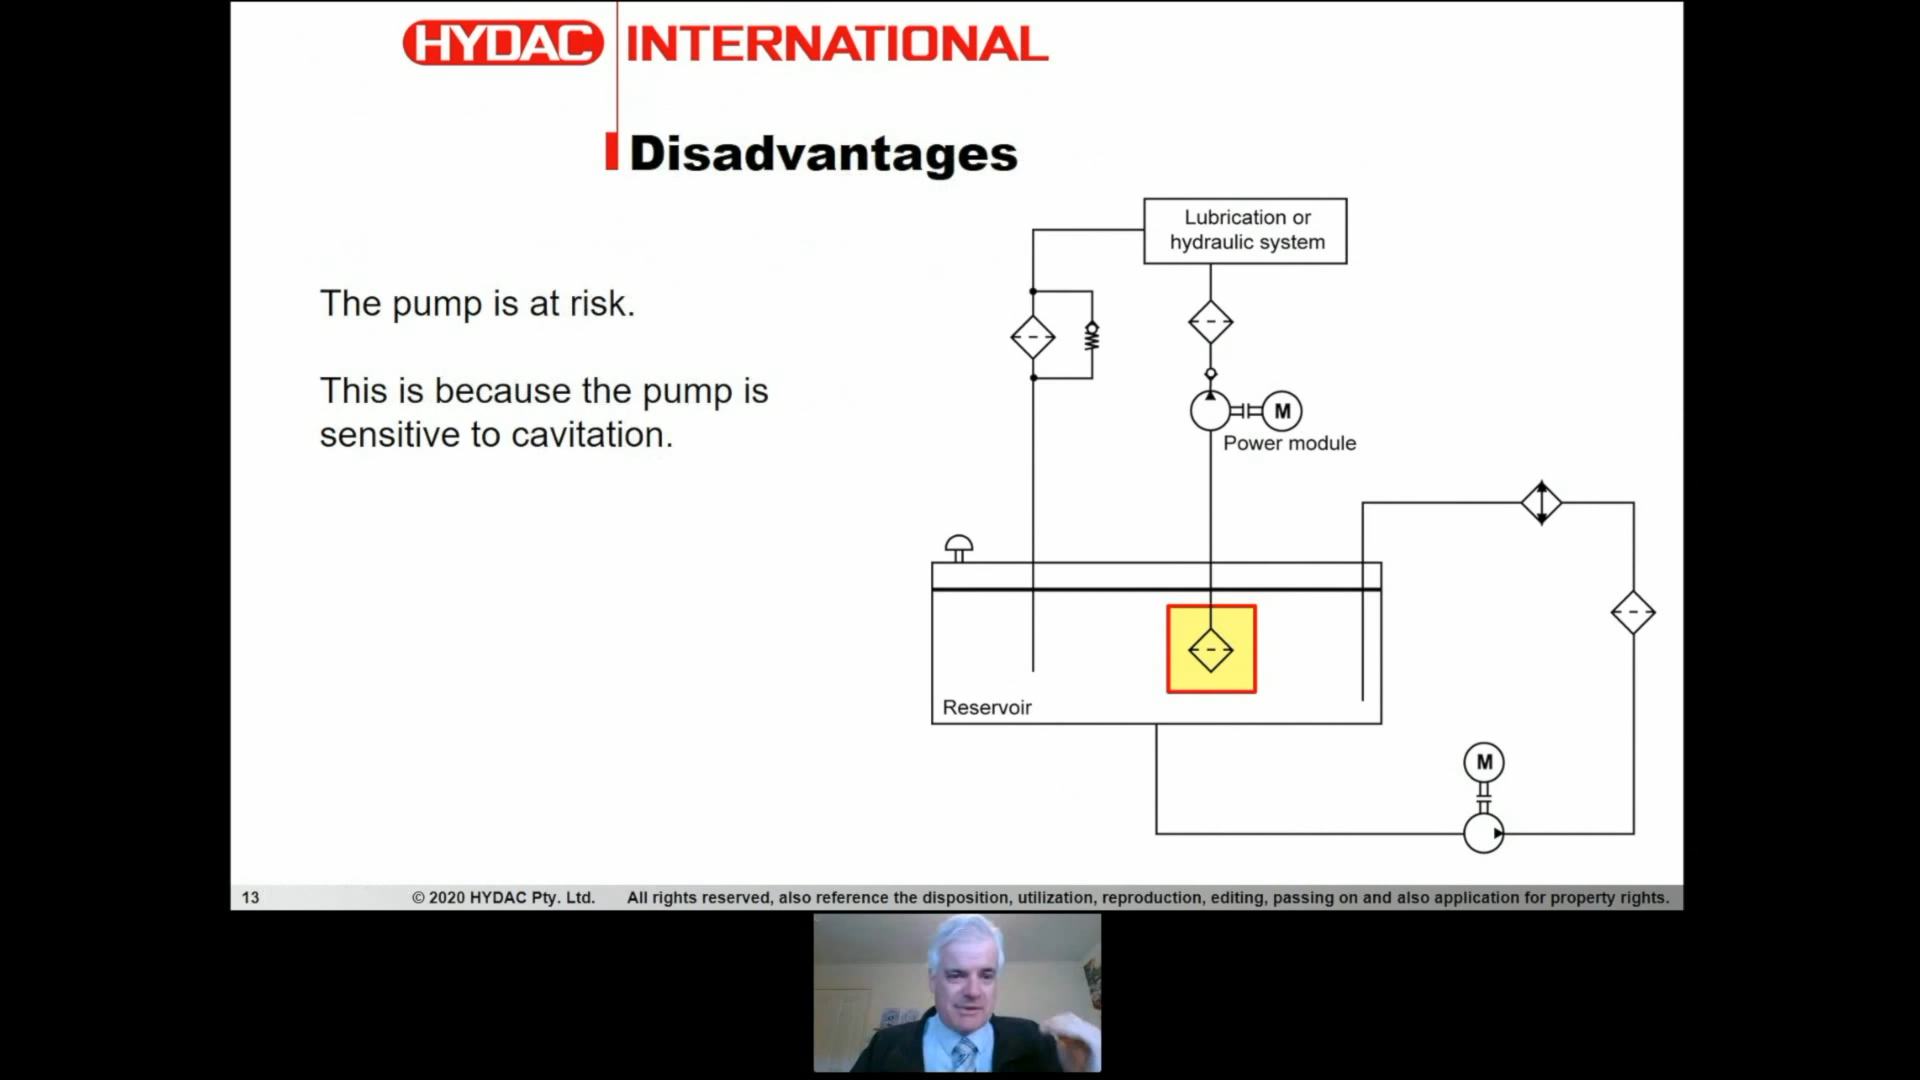 HYDAC INTERNATIONAL
Disadvantages
Lubrication or
hydraulic system
The pump is at risk.
This is because the pump is
sensitive to cavitation.
M
Power module
Reservoir
M
13 © 2020 HYDAC Pty. Ltd. All rights reserved, also reference the disposition, utilization, reproduction, editing, passing on and also application for property rights.